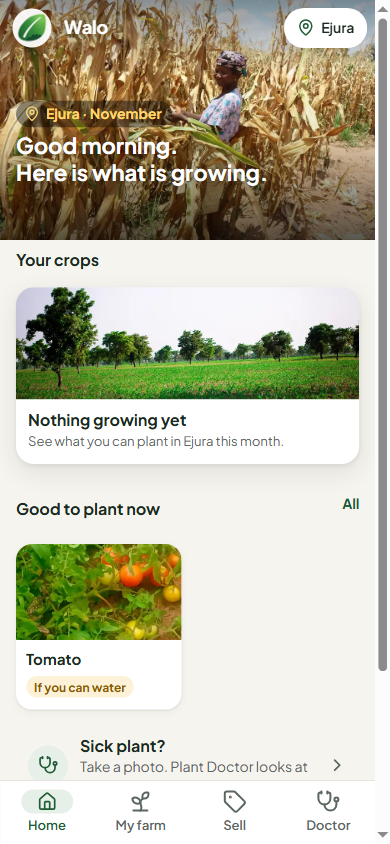 Walo
Ejura
Ejura · November
Good morning.
Here is what is growing.
Your crops
Nothing growing yet
See what you can plant in Ejura this month.
Good to plant now
All
Tomato
If you can water
Sick plant?
Take a photo. Plant Doctor looks at
Home
My farm
Sell
Doctor